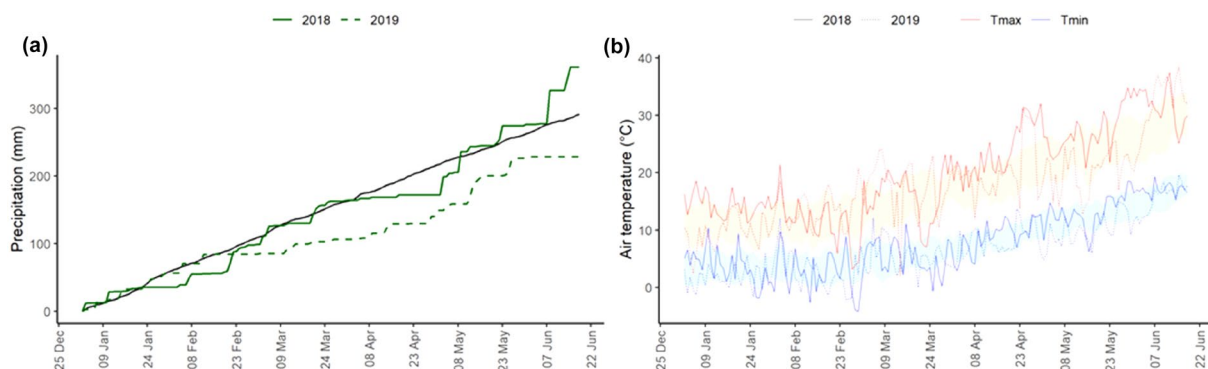 2018 2019
(a)
Precipitation (mm)
300
200
100
0
25 Dec
09 Jan
24 Jan
08 Feb
23 Feb
09 Mar
24 Mar
08 Apr
23 Apr
08 May
23 May
07 Jun
22 Jun
2018 2019 Tmax Tmin
(b)
Air temperature (°C)
40
30
20
10
0
25 Dec
09 Jan
24 Jan
08 Feb
23 Feb
09 Mar
24 Mar
08 Apr
23 Apr
08 May
23 May
07 Jun
22 Jun